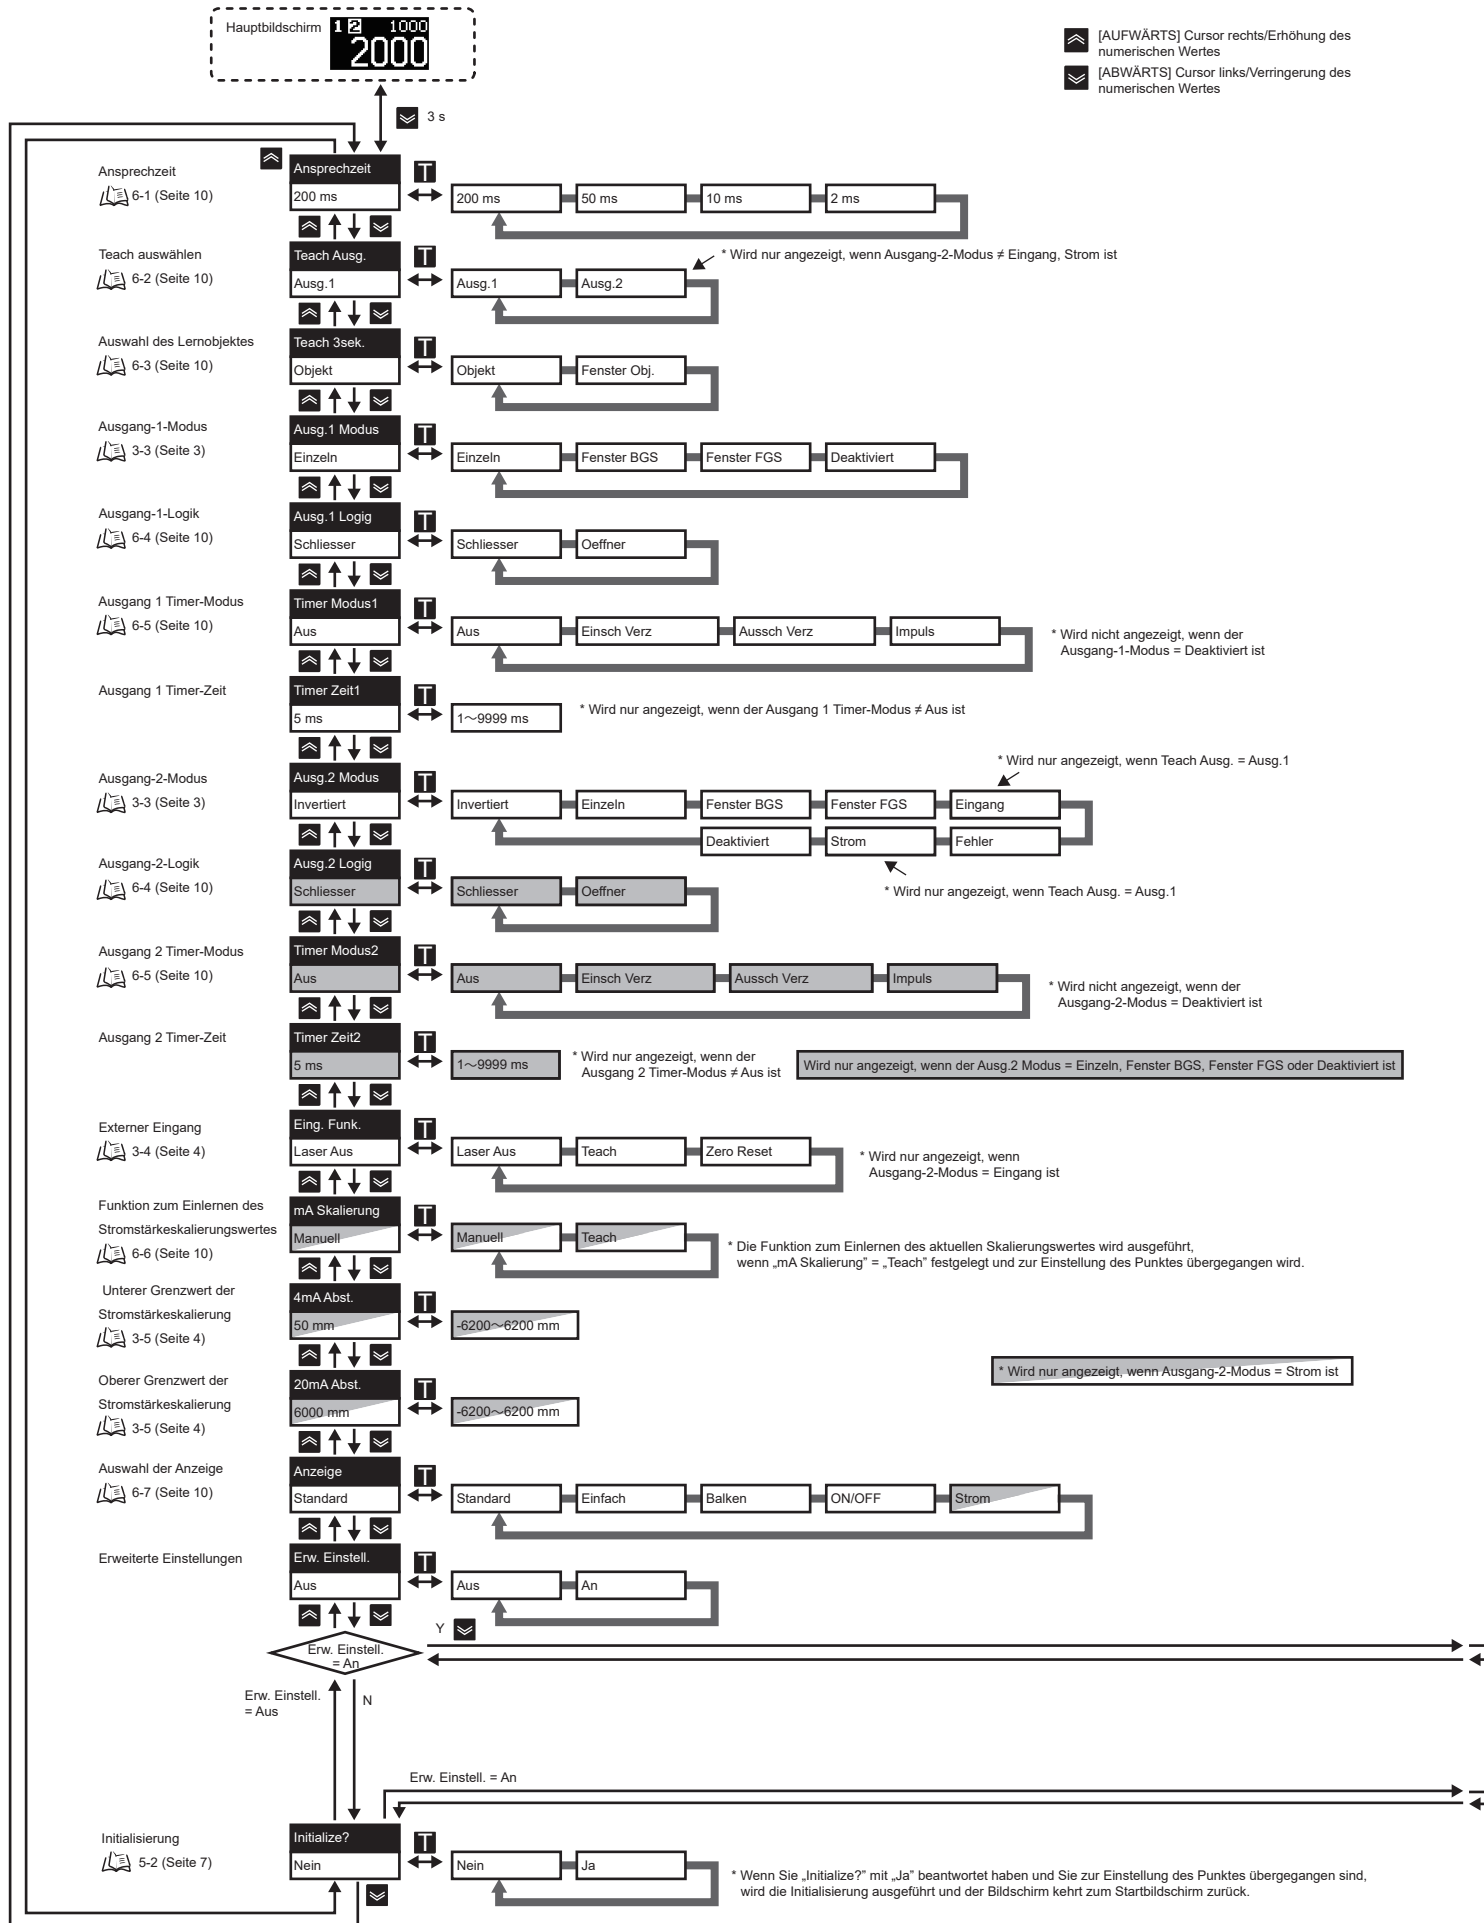 Hauptbildschirm
1 2 1000
2000
[AUFWÄRTS] Cursor rechts/Erhöhung des
numerischen Wertes
[ABWÄRTS] Cursor links/Verringerung des
numerischen Wertes
3 s
Ansprechzeit
6-1 (Seite 10)
Ansprechzeit
200 ms
T
200 ms
50 ms
10 ms
2 ms
Teach auswählen
6-2 (Seite 10)
Teach Ausg.
Ausg.1
T
Ausg.1
Ausg.2
* Wird nur angezeigt, wenn Ausgang-2-Modus ≠ Eingang, Strom ist
Auswahl des Lernobjektes
6-3 (Seite 10)
Teach 3sek.
Objekt
T
Objekt
Fenster Obj.
Ausgang-1-Modus
3-3 (Seite 3)
Ausg.1 Modus
Einzeln
T
Einzeln
Fenster BGS
Fenster FGS
Deaktiviert
Ausgang-1-Logik
6-4 (Seite 10)
Ausg.1 Logig
Schliesser
T
Schliesser
Oeffner
Ausgang 1 Timer-Modus
6-5 (Seite 10)
Timer Modus1
Aus
T
Aus
Einsch Verz
Aussch Verz
Impuls
* Wird nicht angezeigt, wenn der
Ausgang-1-Modus = Deaktiviert ist
Ausgang 1 Timer-Zeit
Timer Zeit1
5 ms
T
1～9999 ms
* Wird nur angezeigt, wenn der Ausgang 1 Timer-Modus ≠ Aus ist
Ausgang-2-Modus
3-3 (Seite 3)
Ausg.2 Modus
Invertiert
T
Invertiert
Einzeln
Fenster BGS
Fenster FGS
Eingang
* Wird nur angezeigt, wenn Teach Ausg. = Ausg.1
Deaktiviert
Strom
Fehler
* Wird nur angezeigt, wenn Teach Ausg. = Ausg.1
Ausgang-2-Logik
6-4 (Seite 10)
Ausg.2 Logig
Schliesser
T
Schliesser
Oeffner
Ausgang 2 Timer-Modus
6-5 (Seite 10)
Timer Modus2
Aus
T
Aus
Einsch Verz
Aussch Verz
Impuls
* Wird nicht angezeigt, wenn der
Ausgang-2-Modus = Deaktiviert ist
Ausgang 2 Timer-Zeit
Timer Zeit2
5 ms
T
1～9999 ms
* Wird nur angezeigt, wenn der
Ausgang 2 Timer-Modus ≠ Aus ist
Wird nur angezeigt, wenn der Ausg.2 Modus = Einzeln, Fenster BGS, Fenster FGS oder Deaktiviert ist
Externer Eingang
3-4 (Seite 4)
Eing. Funk.
Laser Aus
T
Laser Aus
Teach
Zero Reset
* Wird nur angezeigt, wenn
Ausgang-2-Modus = Eingang ist
Funktion zum Einlernen des
Stromstärkeskalierungswertes
6-6 (Seite 10)
mA Skalierung
Manuell
T
Manuell
Teach
* Die Funktion zum Einlernen des aktuellen Skalierungswertes wird ausgeführt,
wenn „mA Skalierung” = „Teach” festgelegt und zur Einstellung des Punktes übergegangen wird.
Unterer Grenzwert der
Stromstärkeskalierung
3-5 (Seite 4)
4mA Abst.
50 mm
T
-6200～6200 mm
Oberer Grenzwert der
Stromstärkeskalierung
3-5 (Seite 4)
20mA Abst.
6000 mm
T
-6200～6200 mm
* Wird nur angezeigt, wenn Ausgang-2-Modus = Strom ist
Auswahl der Anzeige
6-7 (Seite 10)
Anzeige
Standard
T
Standard
Einfach
Balken
ON/OFF
Strom
Erweiterte Einstellungen
Erw. Einstell.
Aus
T
Aus
An
Y
Erw. Einstell.
= An
Erw. Einstell.
= Aus
N
Erw. Einstell. = An
Initialisierung
5-2 (Seite 7)
Initialize?
Nein
T
Nein
Ja
* Wenn Sie „Initialize?” mit „Ja” beantwortet haben und Sie zur Einstellung des Punktes übergegangen sind,
wird die Initialisierung ausgeführt und der Bildschirm kehrt zum Startbildschirm zurück.